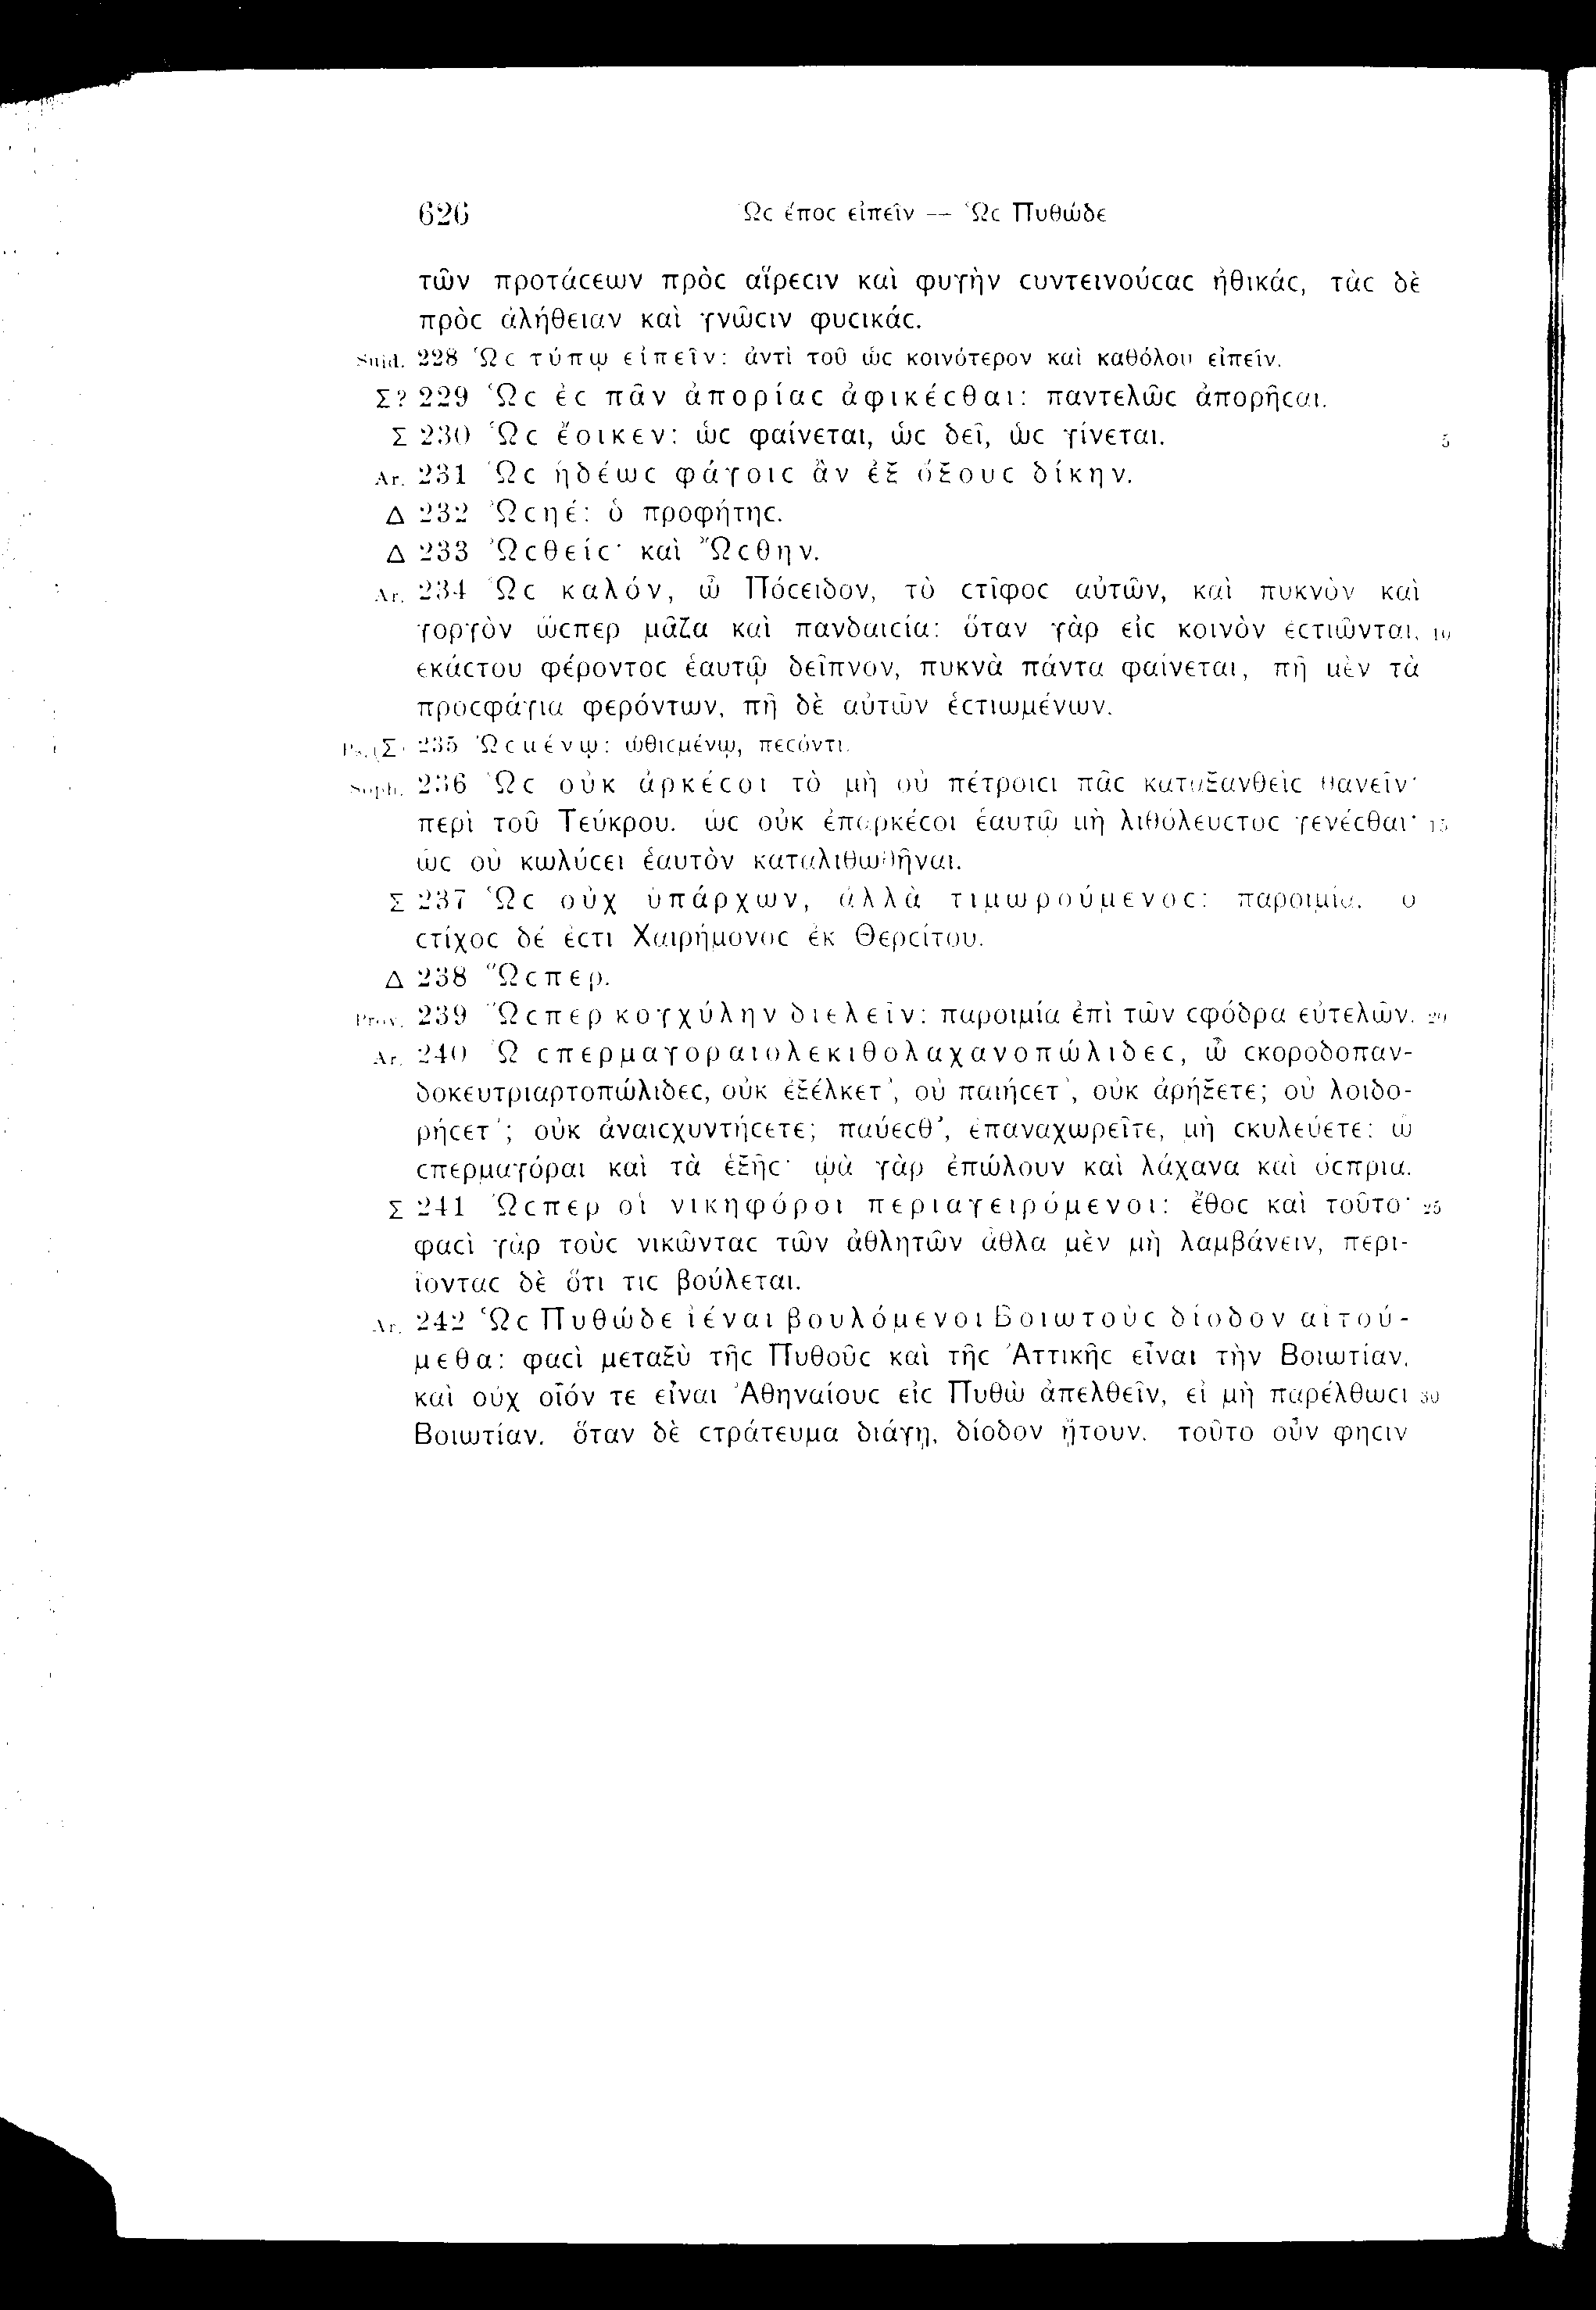 626 Ὡς ἔπος εἰπεῖν — Ὡς Πυθώδε
τῶν προτάσεων πρὸς αἵρεσιν καὶ φυγὴν συντεινούσας ἠθικάς, τὰς δὲ
πρὸς ἀλήθειαν καὶ γνῶσιν φυσικάς.
Suid. 228 Ὡς τύπῳ εἰπεῖν: ἀντὶ τοῦ ὡς κοινότερον καὶ καθόλου εἰπεῖν.
Σ? 229 Ὡς ἐς πᾶν ἀπορίας ἀφικέσθαι: παντελῶς ἀπορῆσαι.
Σ 230 Ὡς ἔοικεν: ὡς φαίνεται, ὡς δεῖ, ὡς γίνεται. 5
Ar. 231 Ὡς ἡδέως φάγοις ἂν ἐξ ὄξους δίκην.
Δ 232 Ὡσηέ: ὁ προφήτης.
Δ 233 Ὠσθείς· καὶ Ὤσθην.
Ar. 234 Ὡς καλόν, ὦ Πόσειδον, τὸ στῖφος αὐτῶν, καὶ πυκνὸν καὶ
γοργὸν ὥσπερ μᾶζα καὶ πανδαισία: ὅταν γὰρ εἰς κοινὸν ἑστιῶνται, 10
ἑκάστου φέροντος ἑαυτῷ δεῖπνον, πυκνὰ πάντα φαίνεται, πῆ μὲν τὰ
προσφάγια φερόντων, πῆ δὲ αὐτῶν ἑστιωμένων.
Σ 235 Ὠσμένῳ: ὠθισμένῳ, πεσόντι.
Soph. 236 Ὡς οὐκ ἀρκέσοι τὸ μὴ οὐ πέτροισι πᾶς καταξανθεὶς θανεῖν·
περὶ τοῦ Τεύκρου. ὡς οὐκ ἐπαρκέσοι ἑαυτῷ μὴ λιθόλευστος γενέσθαι· 15
ὡς οὐ κωλύσει ἑαυτὸν καταλιθωθῆναι.
Σ 237 Ὡς οὐχ ὑπάρχων, ἀλλὰ τιμωρούμενος: παροιμία. ὁ
στίχος δέ ἐστι Χαιρήμονος ἐκ Θερσίτου.
Δ 238 Ὥσπερ.
Prov. 239 Ὥσπερ κογχύλην διελεῖν: παροιμία ἐπὶ τῶν σφόδρα εὐτελῶν. 20
Ar. 240 Ὦ σπερμαγοραιολεκιθολαχανοπώλιδες, ὦ σκοροδοπαν-
δοκευτριαρτοπώλιδες, οὐκ ἐξέλκετ', οὐ παιήσετ', οὐκ ἀρήξετε; οὐ λοιδο-
ρήσετ'; οὐκ ἀναισχυντήσετε; παύεσθ', ἐπαναχωρεῖτε, μὴ σκυλεύετε: ὦ
σπερμαγόραι καὶ τὰ ἑξῆς· ᾠὰ γὰρ ἐπώλουν καὶ λάχανα καὶ ὄσπρια.
Σ 241 Ὥσπερ οἱ νικηφόροι περιαγειρόμενοι: ἔθος καὶ τοῦτο· 25
φασὶ γὰρ τοὺς νικῶντας τῶν ἀθλητῶν ἆθλα μὲν μὴ λαμβάνειν, περι-
ϊόντας δὲ ὅτι τις βούλεται.
Ar. 242 Ὡς Πυθώδε ἰέναι βουλόμενοι Βοιωτοὺς δίοδον αἰτού-
μεθα: φασὶ μεταξὺ τῆς Πυθοῦς καὶ τῆς Ἀττικῆς εἶναι τὴν Βοιωτίαν,
καὶ οὐχ οἷόν τε εἶναι Ἀθηναίους εἰς Πυθὼ ἀπελθεῖν, εἰ μὴ παρέλθωσι 30
Βοιωτίαν. ὅταν δὲ στράτευμα διάγῃ, δίοδον ᾔτουν. τοῦτο οὖν φησιν